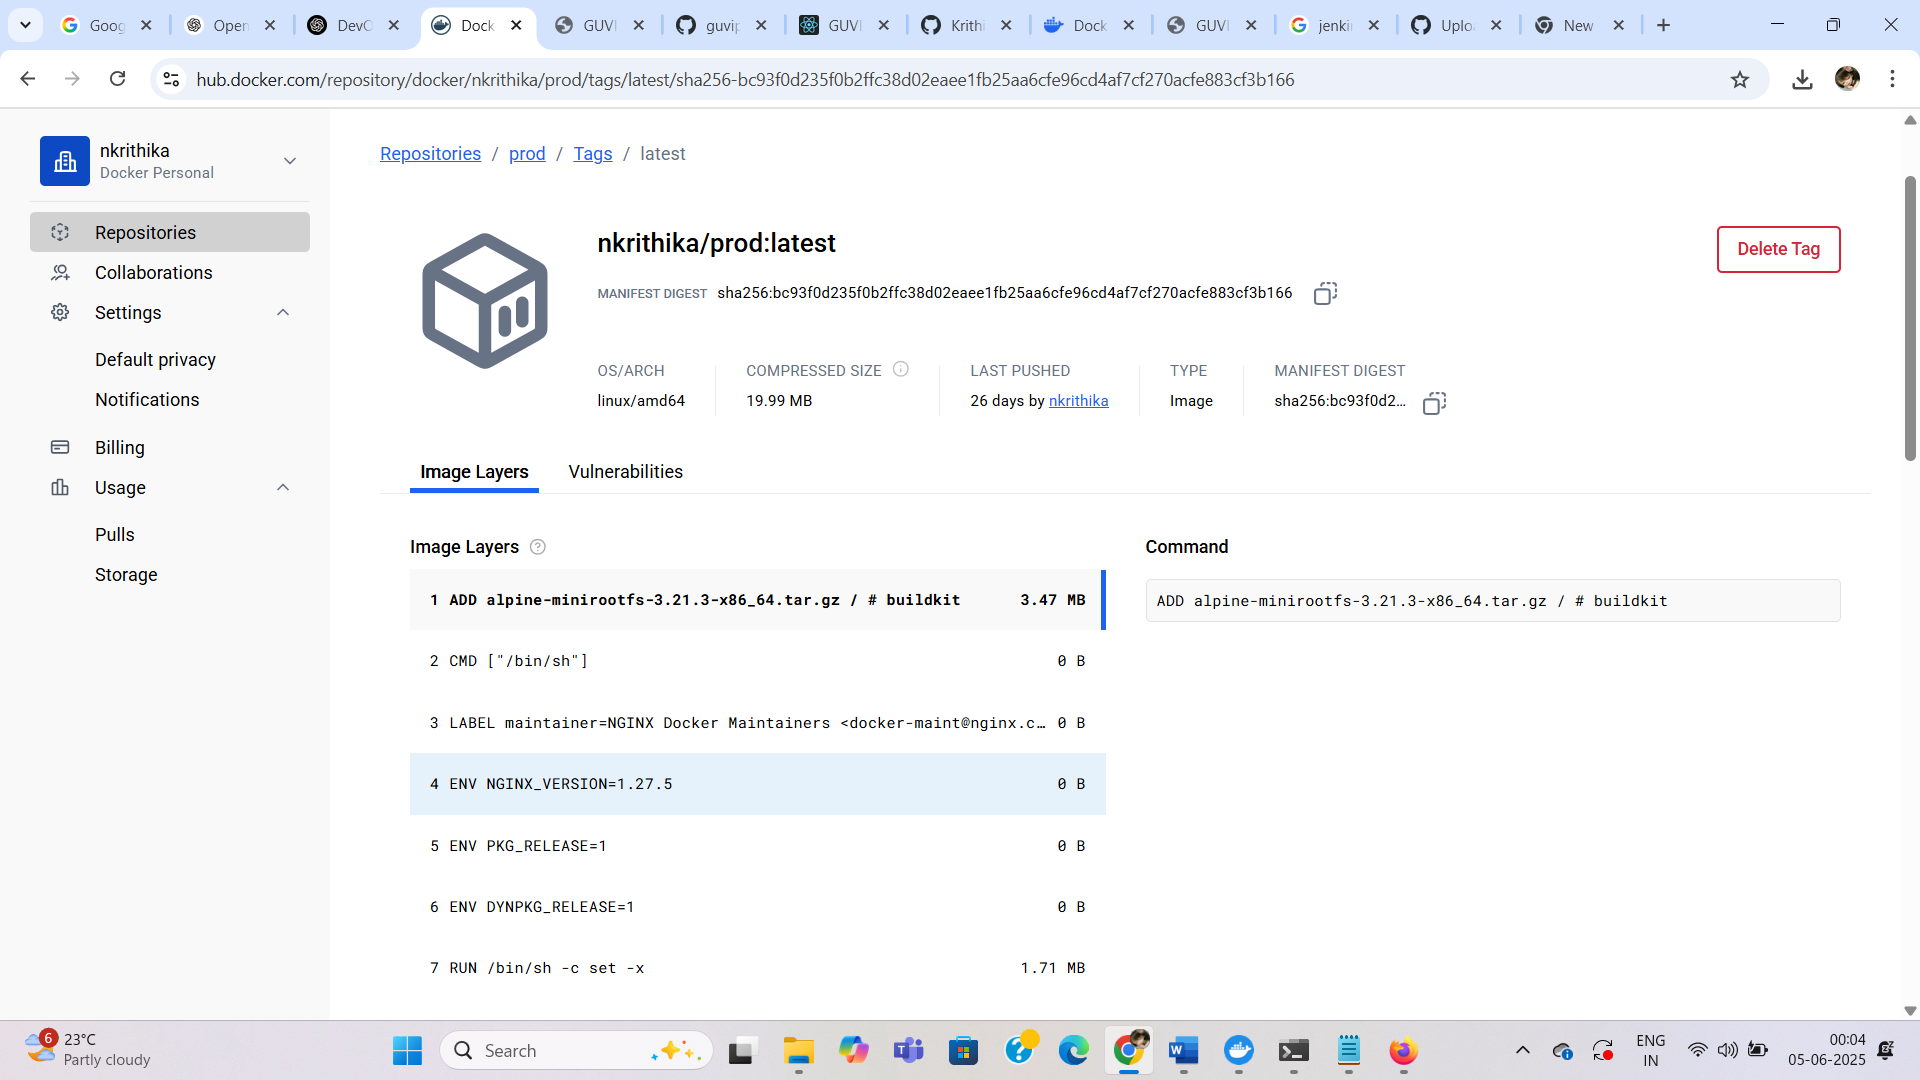 Goog
Open
DevO
Dock
GUVI
guvip
GUVI
Krithi
Dock
GUVI
jenki
Uplo
New
hub.docker.com/repository/docker/nkrithika/prod/tags/latest/sha256-bc93f0d235f0b2ffc38d02eaee1fb25aa6cfe96cd4af7cf270acfe883cf3b166
nkrithika
Docker Personal
Repositories
Collaborations
Settings
Default privacy
Notifications
Billing
Usage
Pulls
Storage
Repositories / prod / Tags / latest
nkrithika/prod:latest
Delete Tag
MANIFEST DIGEST sha256:bc93f0d235f0b2ffc38d02eaee1fb25aa6cfe96cd4af7cf270acfe883cf3b166
OS/ARCH COMPRESSED SIZE LAST PUSHED TYPE MANIFEST DIGEST
linux/amd64 19.99 MB 26 days by nkrithika Image sha256:bc93f0d2...
Image Layers Vulnerabilities
Image Layers
1 ADD alpine-minirootfs-3.21.3-x86_64.tar.gz / # buildkit 3.47 MB
2 CMD ["/bin/sh"] 0 B
3 LABEL maintainer=NGINX Docker Maintainers <docker-maint@nginx.c… 0 B
4 ENV NGINX_VERSION=1.27.5 0 B
5 ENV PKG_RELEASE=1 0 B
6 ENV DYNPKG_RELEASE=1 0 B
7 RUN /bin/sh -c set -x 1.71 MB
Command
ADD alpine-minirootfs-3.21.3-x86_64.tar.gz / # buildkit
6
23°C
Partly cloudy
Search
ENG
IN
00:04
05-06-2025